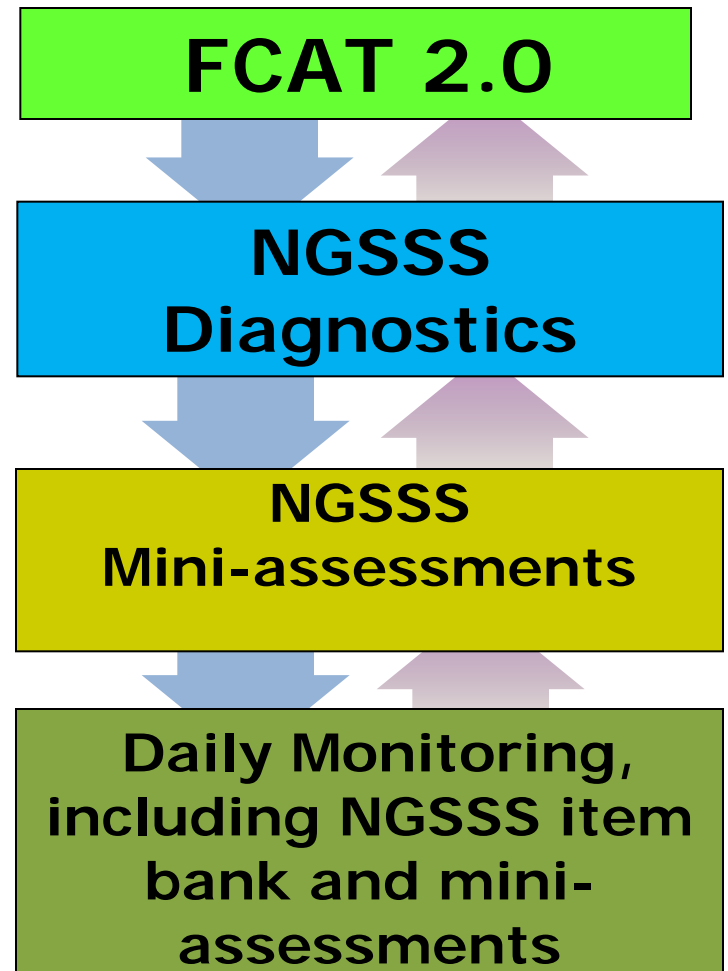 FCAT 2.0
NGSSS
Diagnostics
NGSSS
Mini-assessments
Daily Monitoring,
including NGSSS item
bank and mini-
assessments